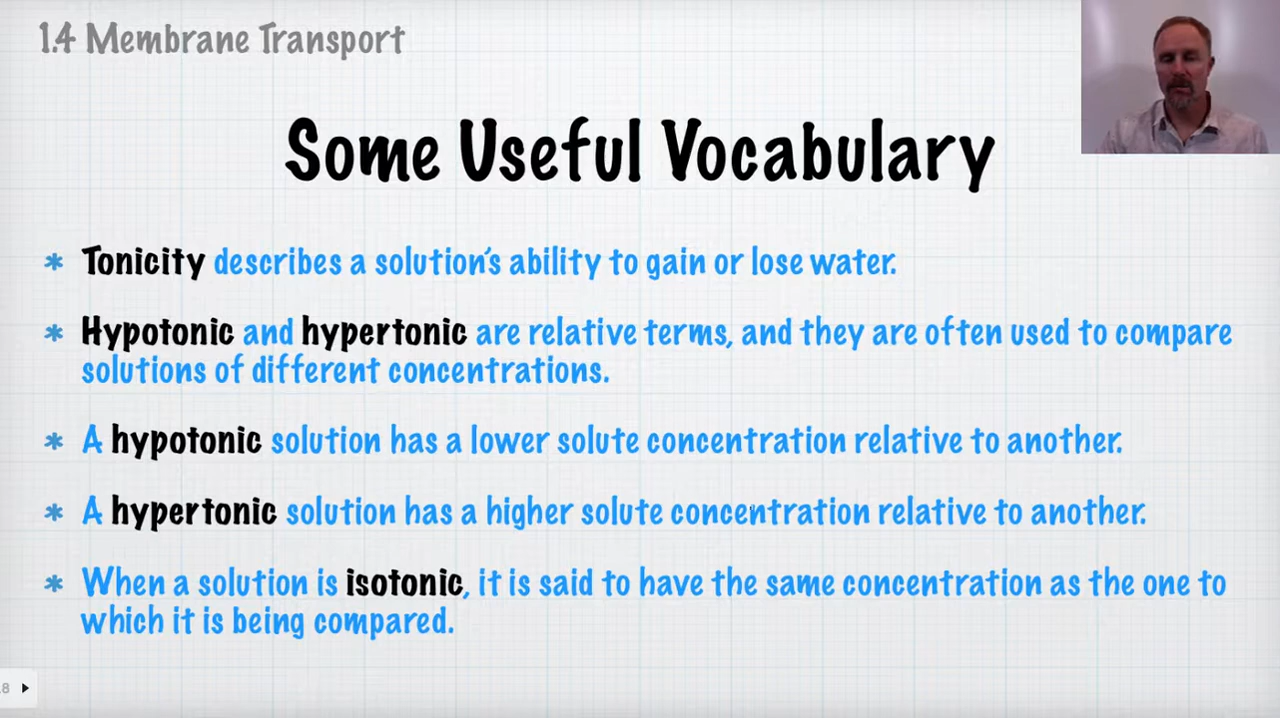 1.4 Membrane Transport
Some Useful Vocabulary
* Tonicity describes a solution's ability to gain or lose water.
* Hypotonic and hypertonic are relative terms, and they are often used to compare
solutions of different concentrations.
* A hypotonic solution has a lower solute concentration relative to another.
* A hypertonic solution has a higher solute concentration relative to another.
* When a solution is isotonic, it is said to have the same concentration as the one to
which it is being compared.
.8